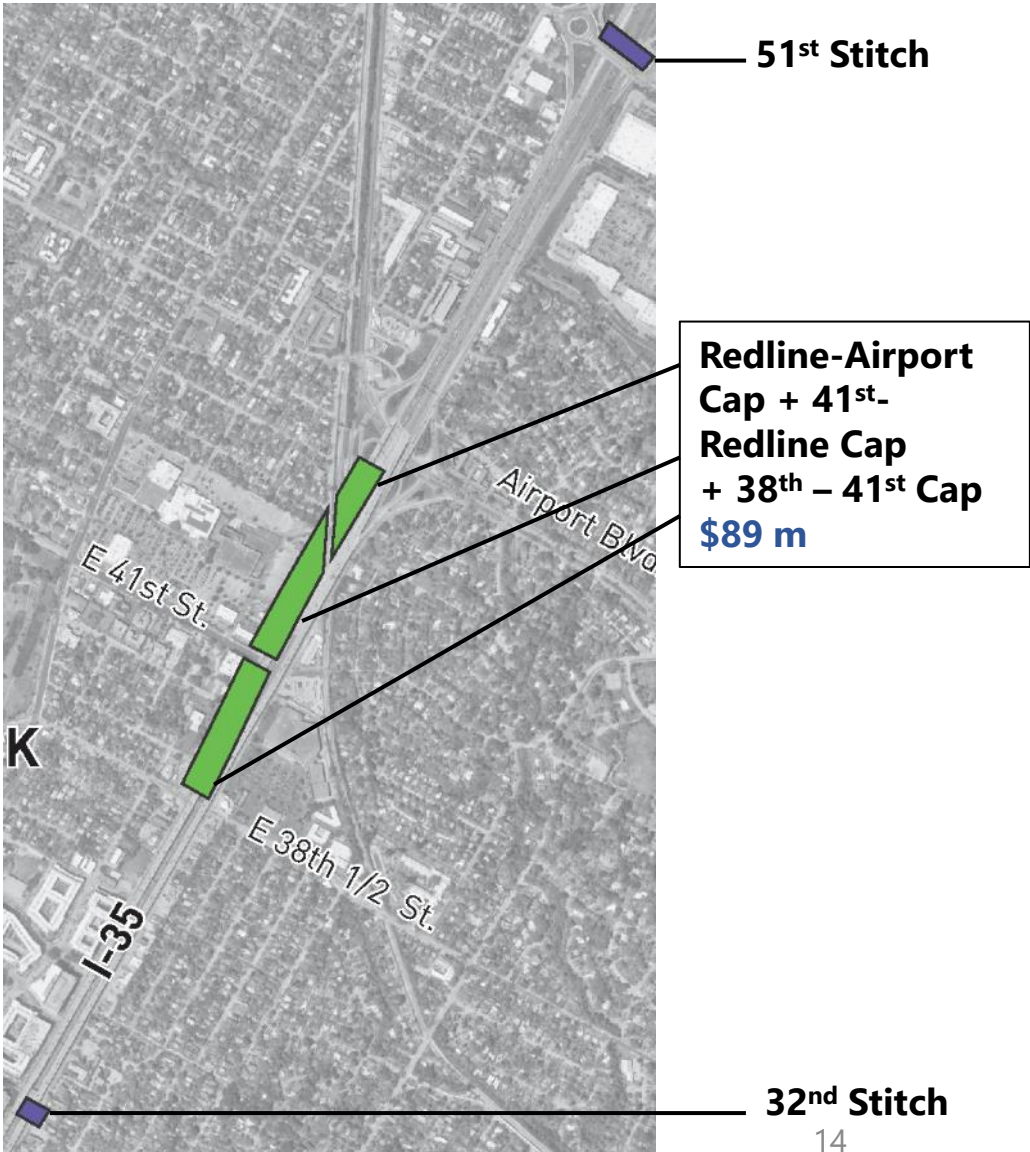 51st Stitch
Redline-Airport
Cap + 41st-
Redline Cap
+ 38th – 41st Cap
$89 m
Airport Blvd.
E 41st St.
K
E 38th 1/2 St.
I-35
32nd Stitch
14